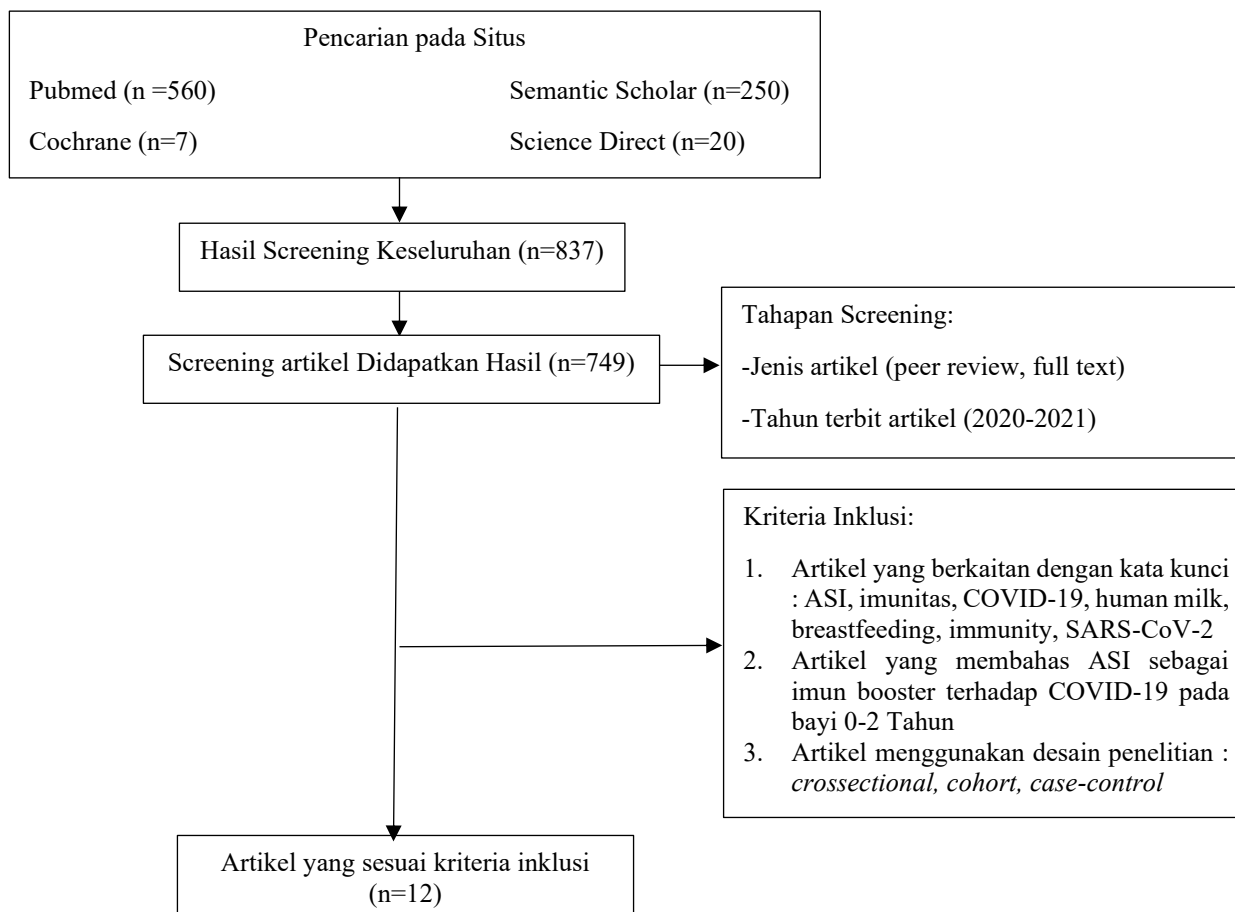 Pencarian pada Situs
Pubmed (n =560)
Semantic Scholar (n=250)
Cochrane (n=7)
Science Direct (n=20)
Hasil Screening Keseluruhan (n=837)
Screening artikel Didapatkan Hasil (n=749)
Tahapan Screening:
-Jenis artikel (peer review, full text)
-Tahun terbit artikel (2020-2021)
Kriteria Inklusi:
1. Artikel yang berkaitan dengan kata kunci
: ASI, imunitas, COVID-19, human milk,
breastfeeding, immunity, SARS-CoV-2
2. Artikel yang membahas ASI sebagai
imun booster terhadap COVID-19 pada
bayi 0-2 Tahun
3. Artikel menggunakan desain penelitian :
crossectional, cohort, case-control
Artikel yang sesuai kriteria inklusi
(n=12)